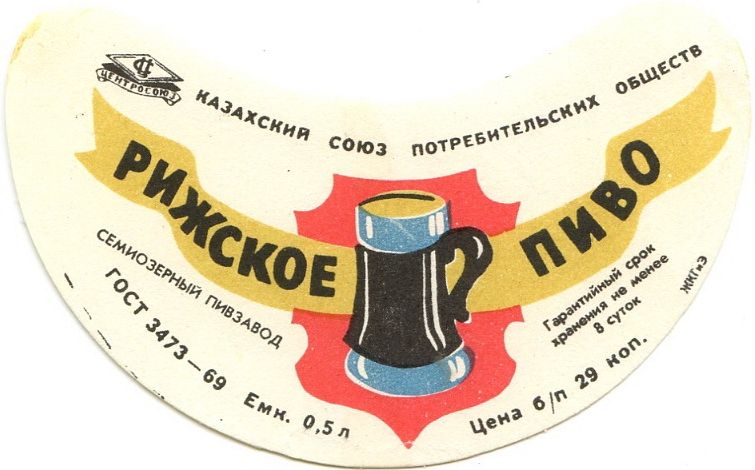 ЦЕНТРОСОЮЗ
КАЗАХСКИЙ СОЮЗ ПОТРЕБИТЕЛЬСКИХ ОБЩЕСТВ
РИЖСКОЕ ПИВО
СЕМИОЗЕРНЫЙ ПИВЗАВОД
ГОСТ 3473—69 Емк. 0,5 л
Гарантийный срок
хранения не менее
8 суток
Цена б/п 29 коп.
ЖКГиЭ